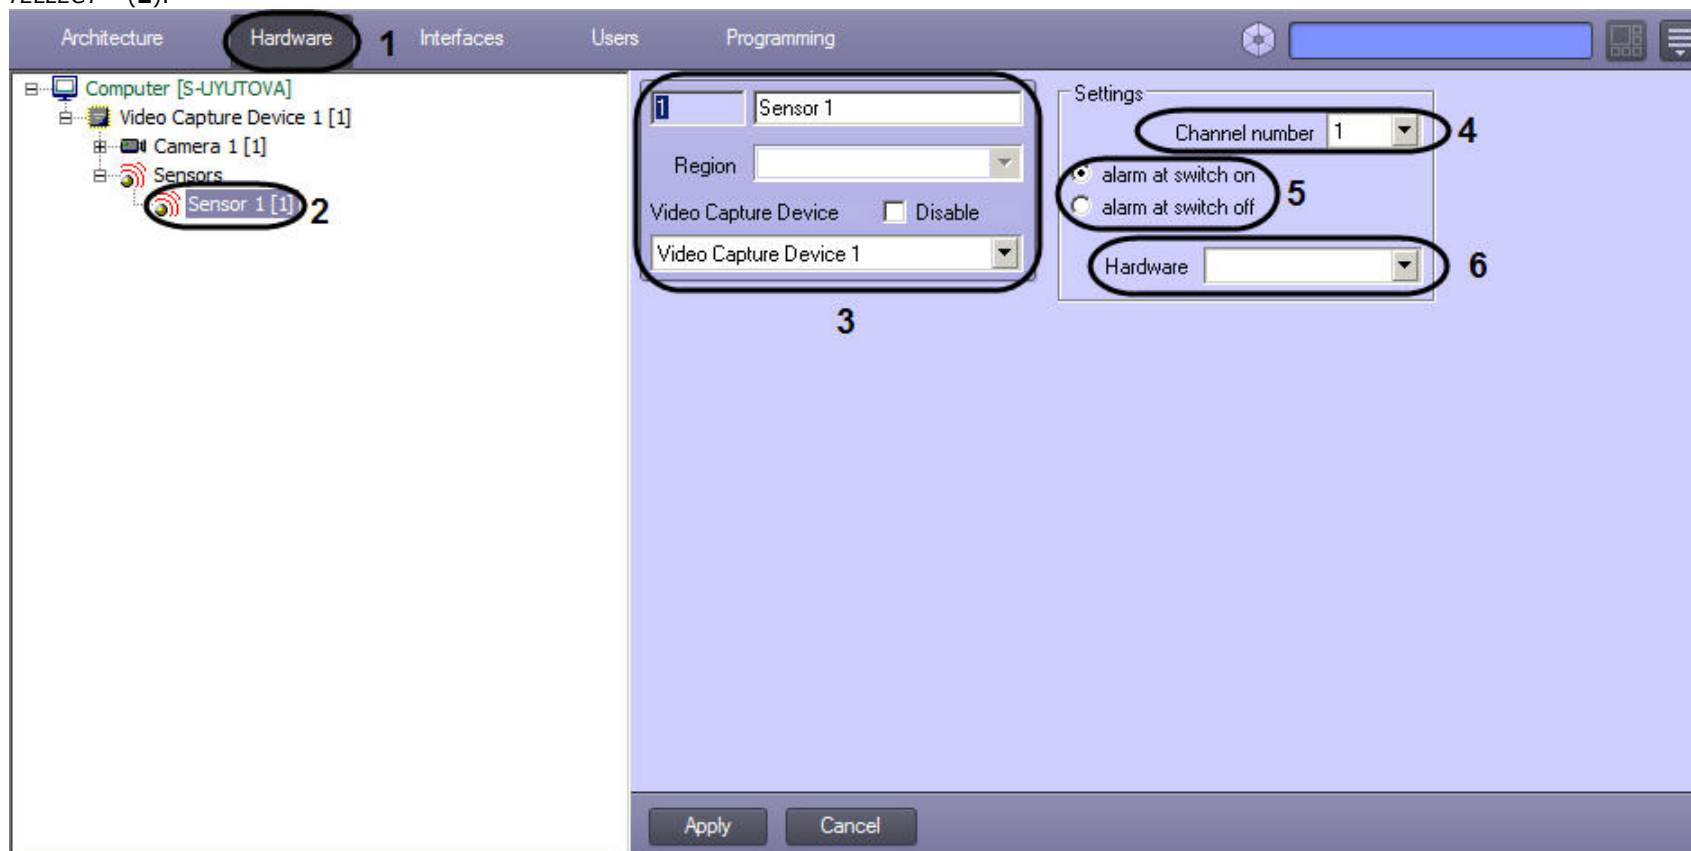 (2).
Architecture Hardware 1 Interfaces Users Programming
Computer [S-UYUTOVA]
Video Capture Device 1 [1]
Camera 1 [1]
Sensors
Sensor 1 [1] 2
1 Sensor 1
Region
Video Capture Device Disable
Video Capture Device 1
3
Settings
Channel number 1 4
alarm at switch on
alarm at switch off
5
Hardware 6
Apply Cancel